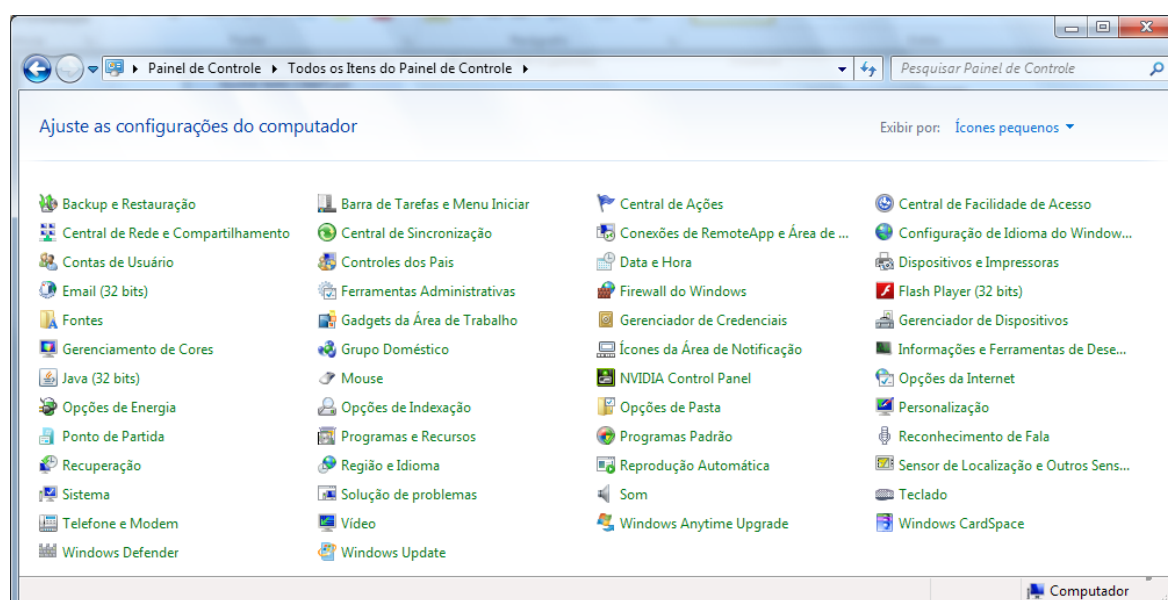 Painel de Controle Todos os Itens do Painel de Controle Pesquisar Painel de Controle
Ajuste as configurações do computador Exibir por: Ícones pequenos
Backup e Restauração Barra de Tarefas e Menu Iniciar Central de Ações Central de Facilidade de Acesso
Central de Rede e Compartilhamento Central de Sincronização Conexões de RemoteApp e Área de ... Configuração de Idioma do Window...
Contas de Usuário Controles dos Pais Data e Hora Dispositivos e Impressoras
Email (32 bits) Ferramentas Administrativas Firewall do Windows Flash Player (32 bits)
Fontes Gadgets da Área de Trabalho Gerenciador de Credenciais Gerenciador de Dispositivos
Gerenciamento de Cores Grupo Doméstico Ícones da Área de Notificação Informações e Ferramentas de Dese...
Java (32 bits) Mouse NVIDIA Control Panel Opções da Internet
Opções de Energia Opções de Indexação Opções de Pasta Personalização
Ponto de Partida Programas e Recursos Programas Padrão Reconhecimento de Fala
Recuperação Região e Idioma Reprodução Automática Sensor de Localização e Outros Sens...
Sistema Solução de problemas Som Teclado
Telefone e Modem Vídeo Windows Anytime Upgrade Windows CardSpace
Windows Defender Windows Update
Computador